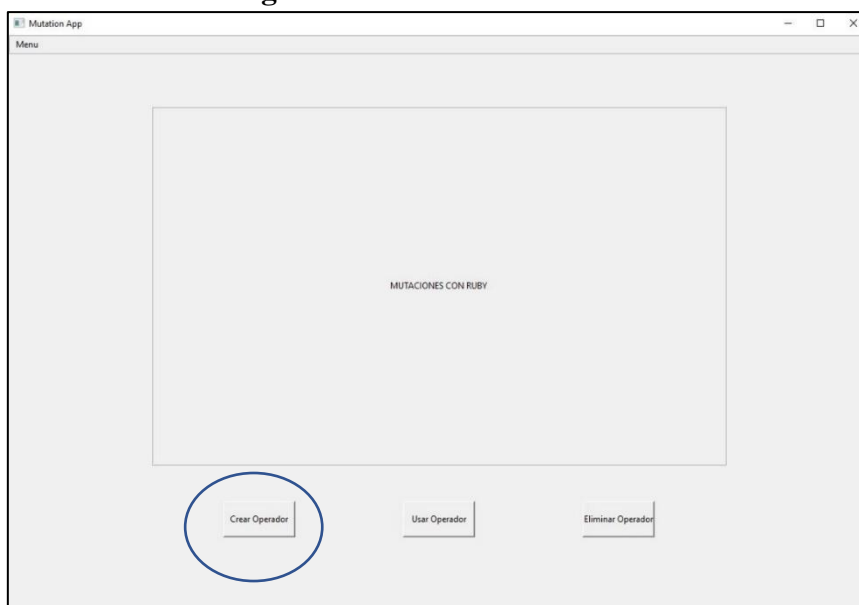 Mutation App
Menu
MUTACIONES CON RUBY
Crear Operador
Usar Operador
Eliminar Operador